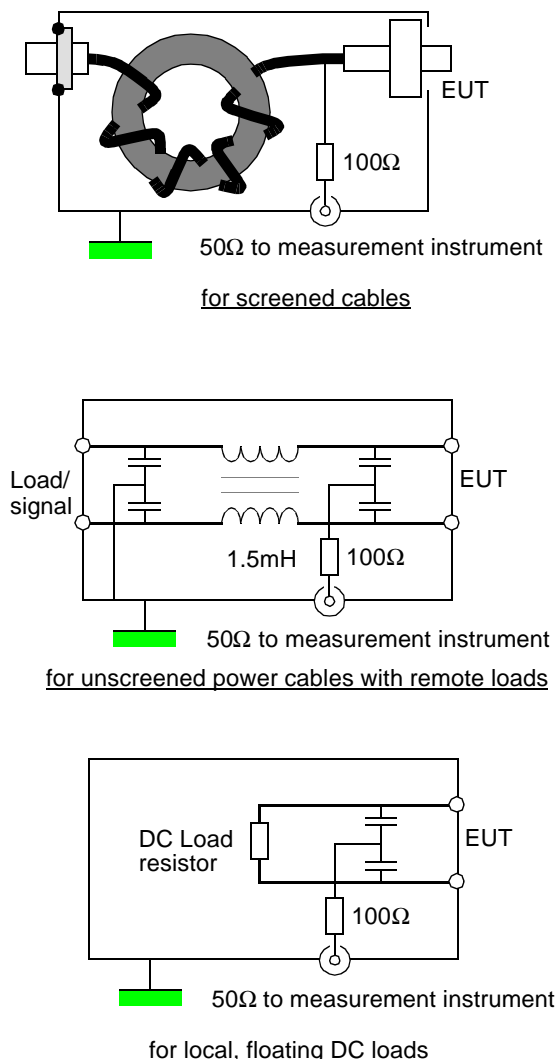 EUT
100Ω
50Ω to measurement instrument
for screened cables
Load/
signal
EUT
1.5mH
100Ω
50Ω to measurement instrument
for unscreened power cables with remote loads
DC Load
resistor
EUT
100Ω
50Ω to measurement instrument
for local, floating DC loads